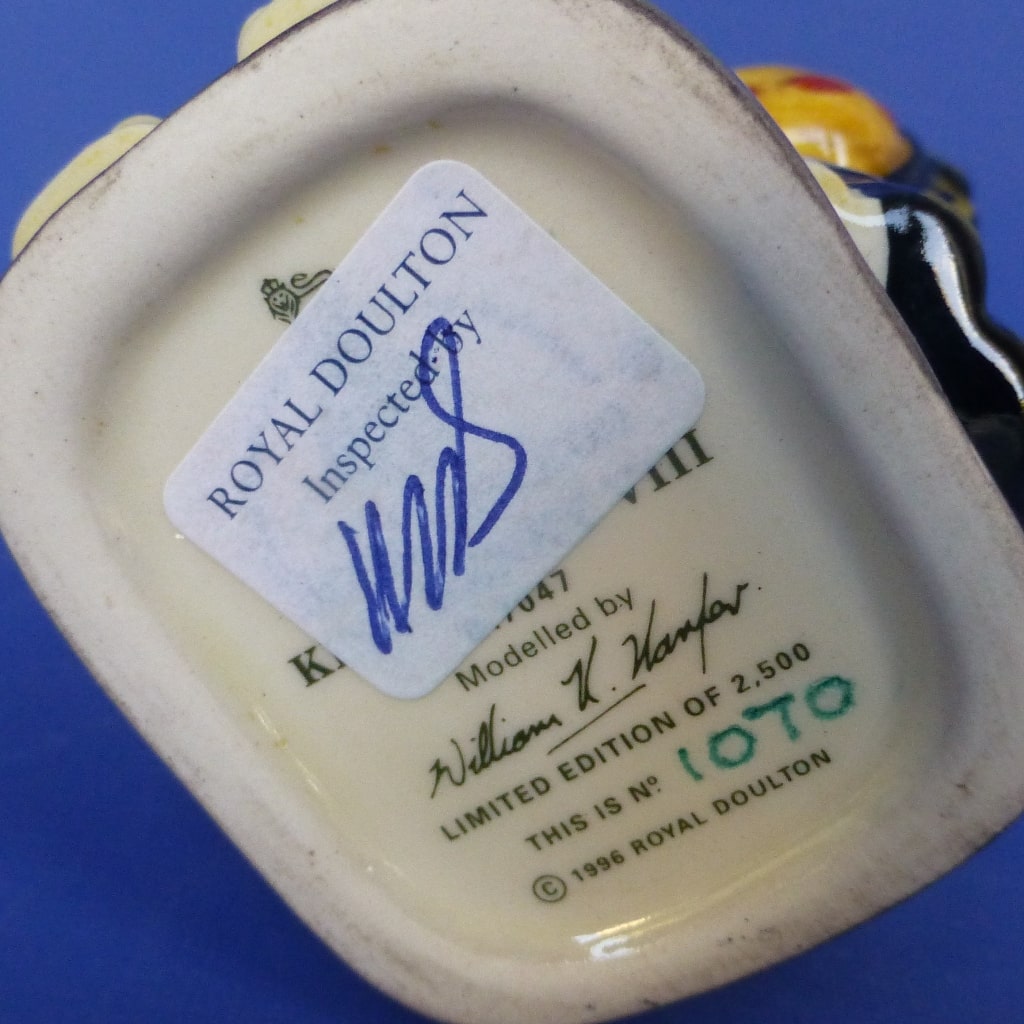 ROYAL DOULTON
Inspected by
VIII
7047
Modelled by
William K. Harper
LIMITED EDITION OF 2,500
THIS IS Nº. 1070
© 1996 ROYAL DOULTON